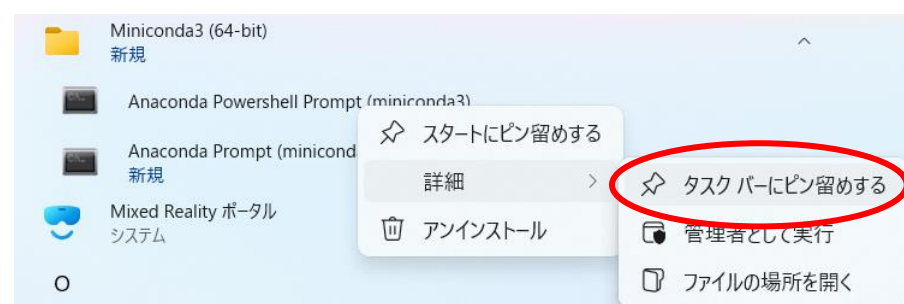 Miniconda3 (64-bit)
新規
Anaconda Powershell Prompt (miniconda3)
スタートにピン留めする
Anaconda Prompt (minicond
新規
詳細
タスク バーにピン留めする
Mixed Reality ポータル
システム
アンインストール
管理者として実行
O
ファイルの場所を開く